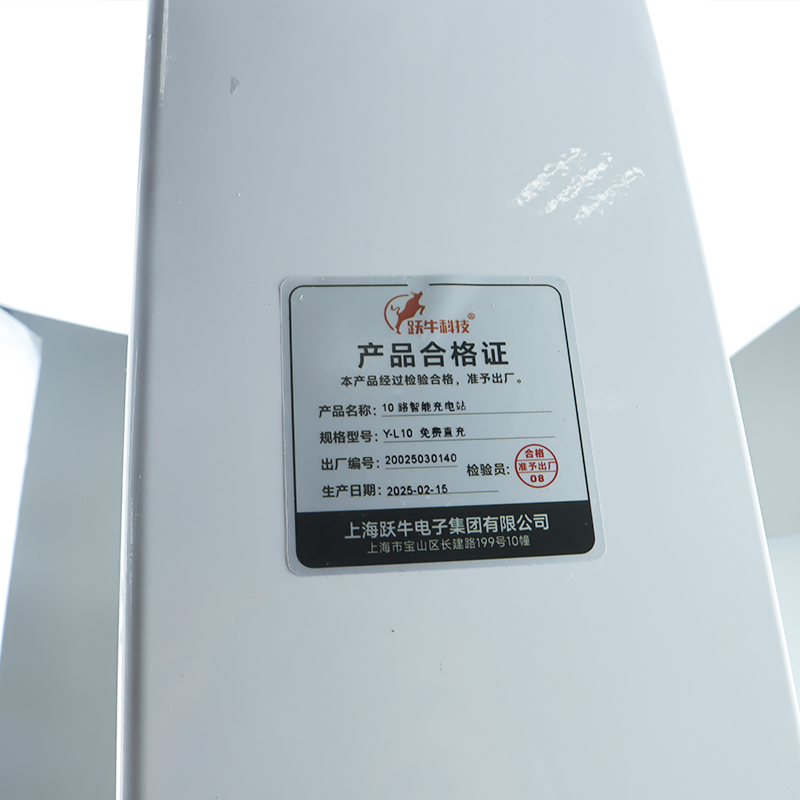 跃牛科技®
产品合格证
本产品经过检验合格，准予出厂。
产品名称：10 路智能充电站
规格型号：Y-L10 免费直充
出厂编号：20025030140
检验员：
合格
准予出厂
08
生产日期：2025-02-15
上海跃牛电子集团有限公司
上海市宝山区长建路199号10幢